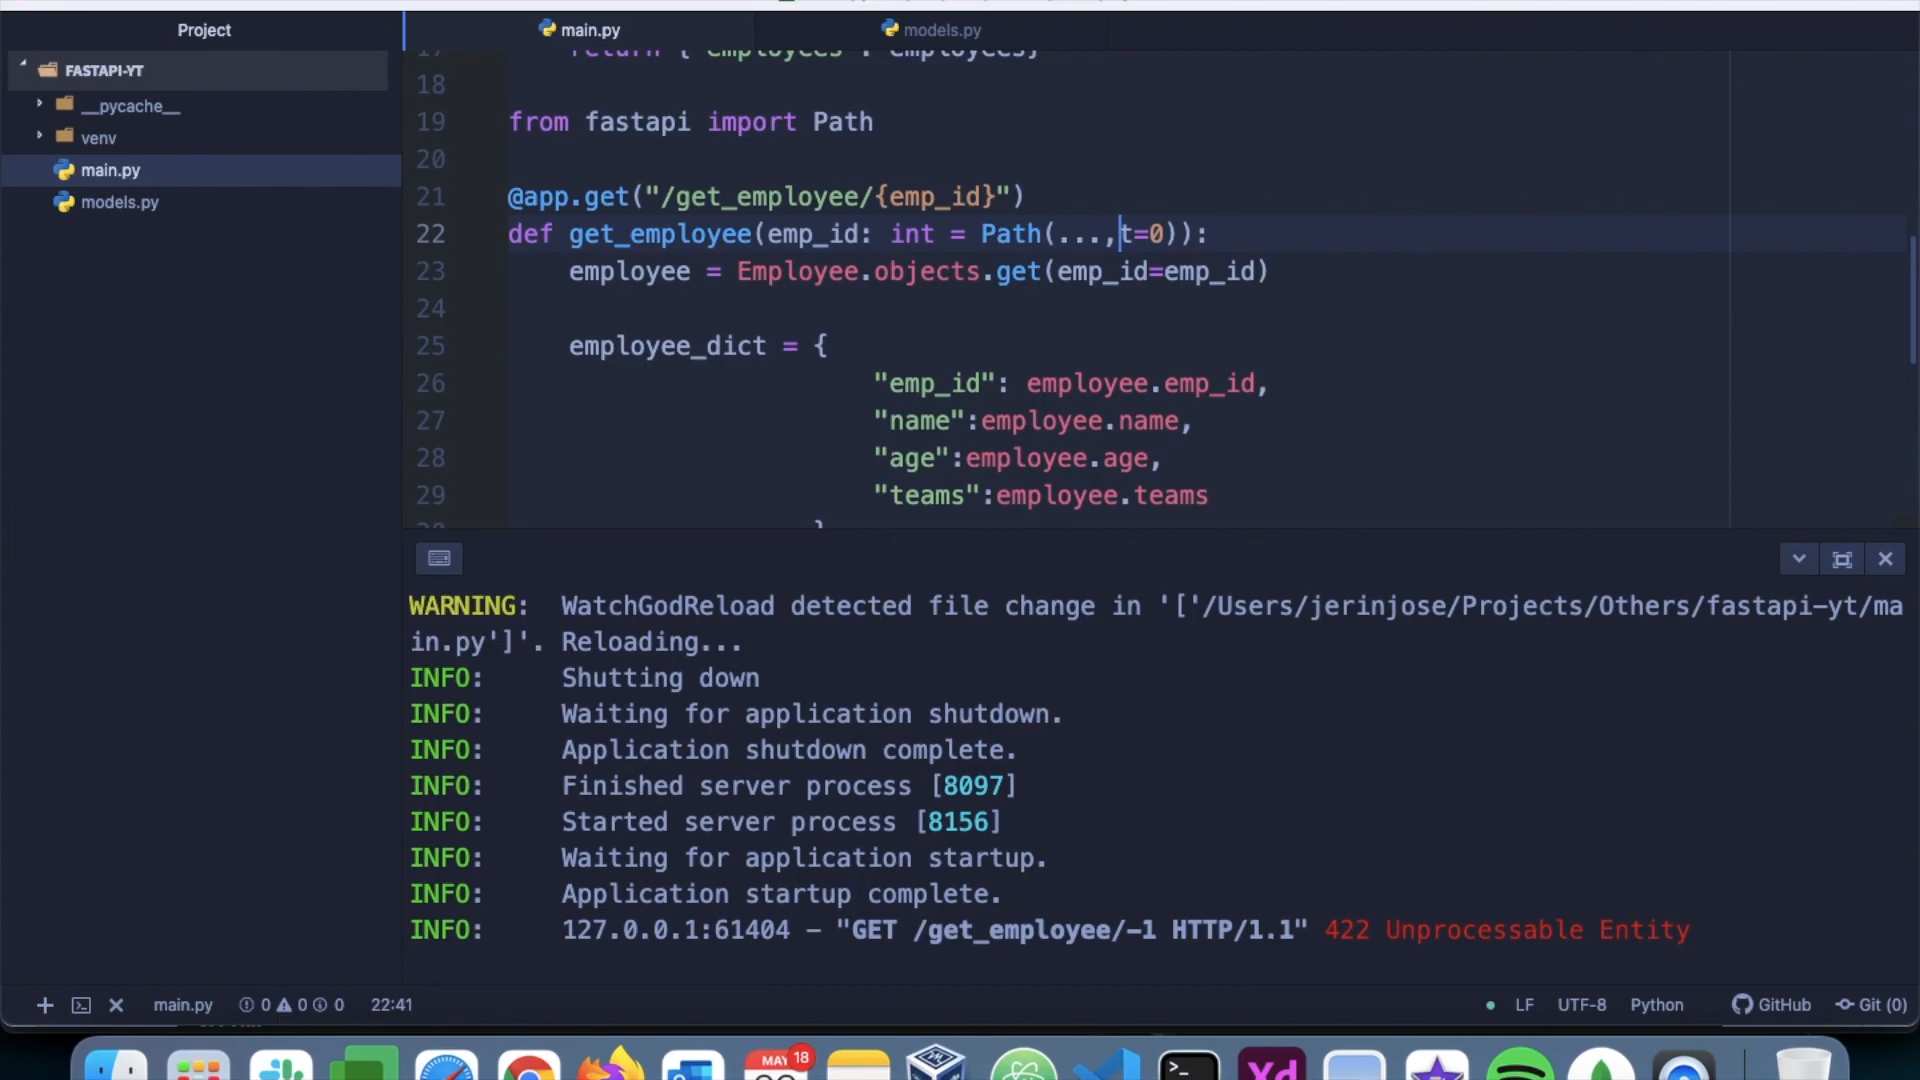 Project
main.py
models.py
FASTAPI-YT
__pycache__
venv
main.py
models.py
17 return {'employees': employees}
18
19 from fastapi import Path
20
21 @app.get("/get_employee/{emp_id}")
22 def get_employee(emp_id: int = Path(...,t=0)):
23 employee = Employee.objects.get(emp_id=emp_id)
24
25 employee_dict = {
26 "emp_id": employee.emp_id,
27 "name":employee.name,
28 "age":employee.age,
29 "teams":employee.teams
30 }
WARNING: WatchGodReload detected file change in '['/Users/jerinjose/Projects/Others/fastapi-yt/ma
in.py']'. Reloading...
INFO: Shutting down
INFO: Waiting for application shutdown.
INFO: Application shutdown complete.
INFO: Finished server process [8097]
INFO: Started server process [8156]
INFO: Waiting for application startup.
INFO: Application startup complete.
INFO: 127.0.0.1:61404 – "GET /get_employee/-1 HTTP/1.1" 422 Unprocessable Entity
main.py 0 0 0 22:41
LF UTF-8 Python GitHub Git (0)
MAY 18
Xd